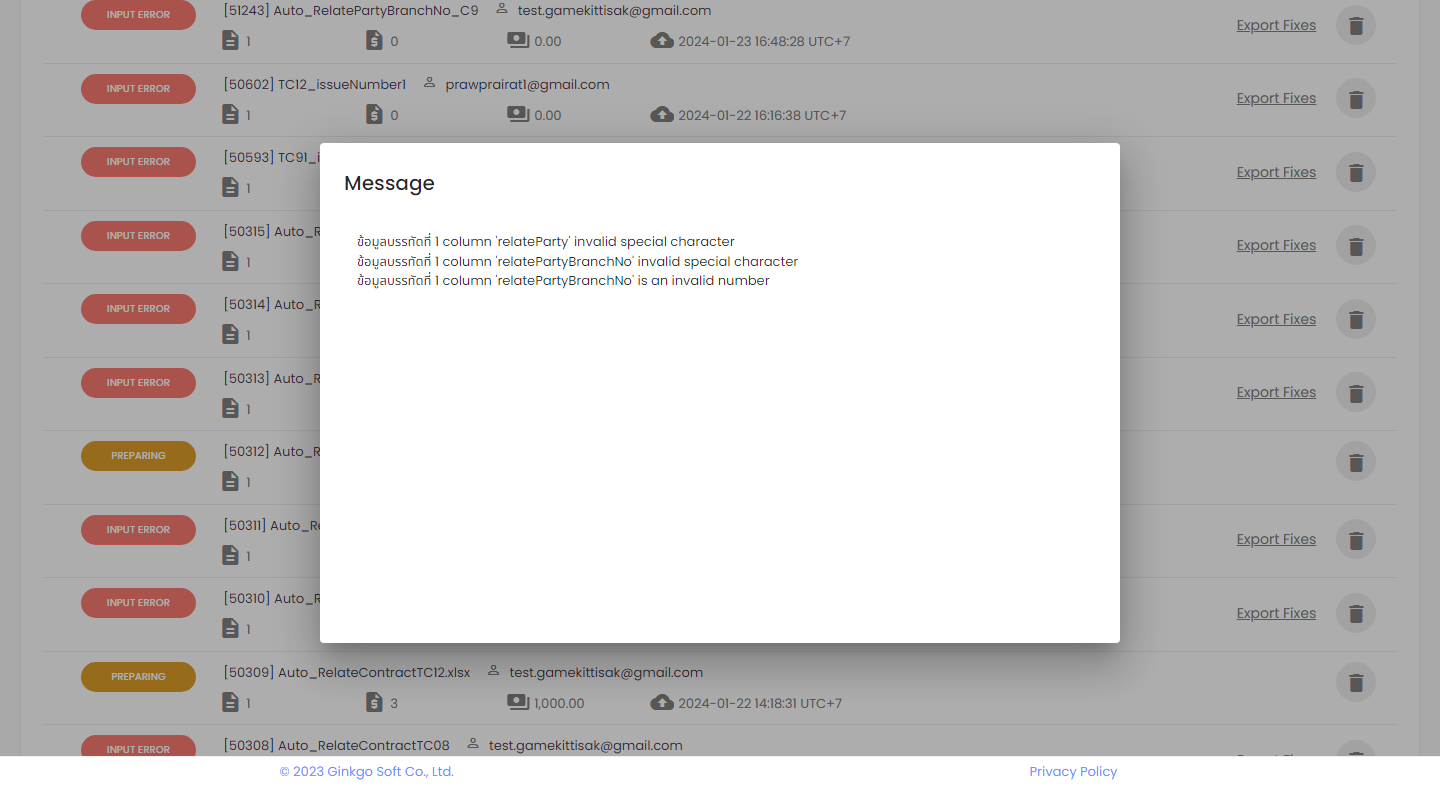 INPUT ERROR [51243] Auto_RelatePartyBranchNo_C9 test.gamekittisak@gmail.com
1 0 0.00 2024-01-23 16:48:28 UTC+7 Export Fixes
INPUT ERROR [50602] TC12_issueNumber1 prawprairat1@gmail.com
1 0 0.00 2024-01-22 16:16:38 UTC+7 Export Fixes
INPUT ERROR [50593] TC91_i
1 Export Fixes
Message
INPUT ERROR [50315] Auto_R
1 Export Fixes
ข้อมูลบรรทัดที่ 1 column 'relateParty' invalid special character
ข้อมูลบรรทัดที่ 1 column 'relatePartyBranchNo' invalid special character
ข้อมูลบรรทัดที่ 1 column 'relatePartyBranchNo' is an invalid number
INPUT ERROR [50314] Auto_R
1 Export Fixes
INPUT ERROR [50313] Auto_R
1 Export Fixes
PREPARING [50312] Auto_R
1
INPUT ERROR [50311] Auto_Re
1 Export Fixes
INPUT ERROR [50310] Auto_R
1 Export Fixes
PREPARING [50309] Auto_RelateContractTC12.xlsx test.gamekittisak@gmail.com
1 3 1,000.00 2024-01-22 14:18:31 UTC+7
INPUT ERROR [50308] Auto_RelateContractTC08 test.gamekittisak@gmail.com
© 2023 Ginkgo Soft Co., Ltd. Privacy Policy